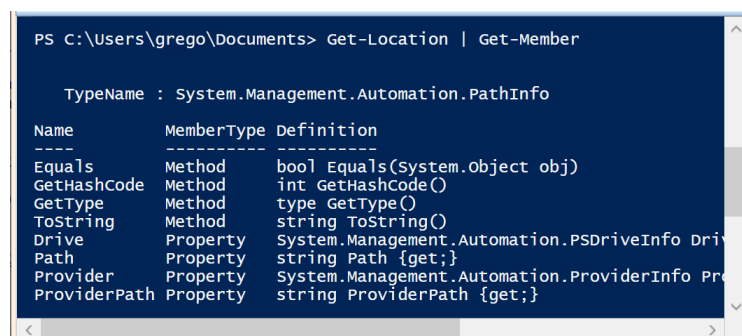 PS C:\Users\grego\Documents> Get-Location | Get-Member
TypeName : System.Management.Automation.PathInfo
Name MemberType Definition
---- ---------- ----------
Equals Method bool Equals(System.Object obj)
GetHashCode Method int GetHashCode()
GetType Method type GetType()
ToString Method string ToString()
Drive Property System.Management.Automation.PSDriveInfo Driv
Path Property string Path {get;}
Provider Property System.Management.Automation.ProviderInfo Pro
ProviderPath Property string ProviderPath {get;}